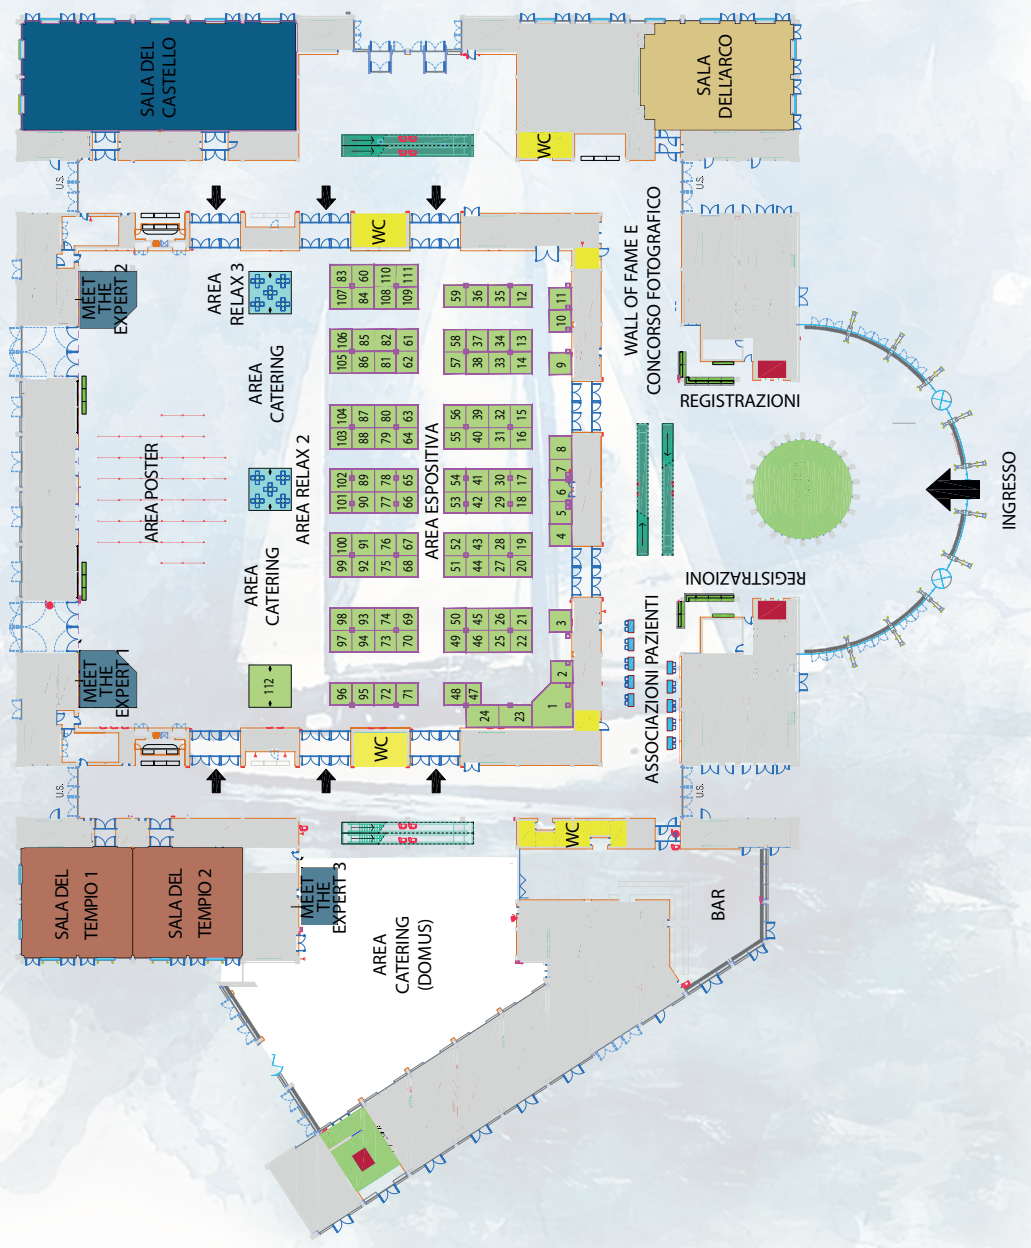 SALA DEL
CASTELLO
SALA
DELL'ARCO
WC
U.S.
U.S.
WC
MEET
THE
EXPERT 2
AREA
RELAX 3
WALL OF FAME E
CONCORSO FOTOGRAFICO
107 83
84 60
108 110
109 111
59 36 35 12
11
10
105 106
86 85
81 82
62 61
57 58
38 37
33 34
14 13
9
AREA
CATERING
REGISTRAZIONI
103 104
88 87
79 80
64 63
55 56
40 39
31 32
16 15
AREA POSTER
AREA RELAX 2
AREA ESPOSITIVA
101 102
90 89
77 78
66 65
53 54
42 41
29 30
18 17
8
7
6
5
4
INGRESSO
99 100
92 91
75 76
68 67
51 52
44 43
27 28
20 19
AREA
CATERING
REGISTRAZIONI
97 98
94 93
73 74
70 69
49 50
46 45
25 26
22 21
3
ASSOCIAZIONI PAZIENTI
MEET
THE
EXPERT 1
112
96 95 72 71
48 47
24 23
1
2
WC
U.S.
U.S.
WC
SALA DEL
TEMPIO 1
SALA DEL
TEMPIO 2
MEET
THE
EXPERT 3
AREA
CATERING
(DOMUS)
BAR